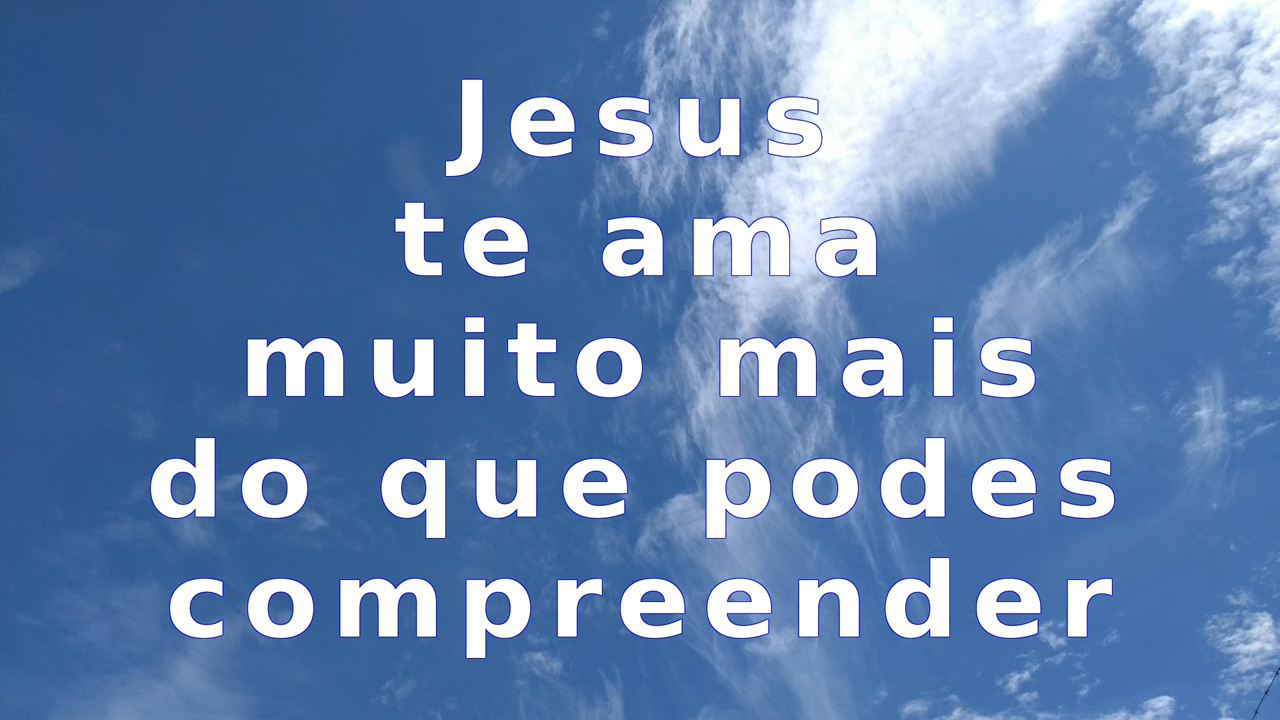 Jesus
te ama
muito mais
do que podes
compreender